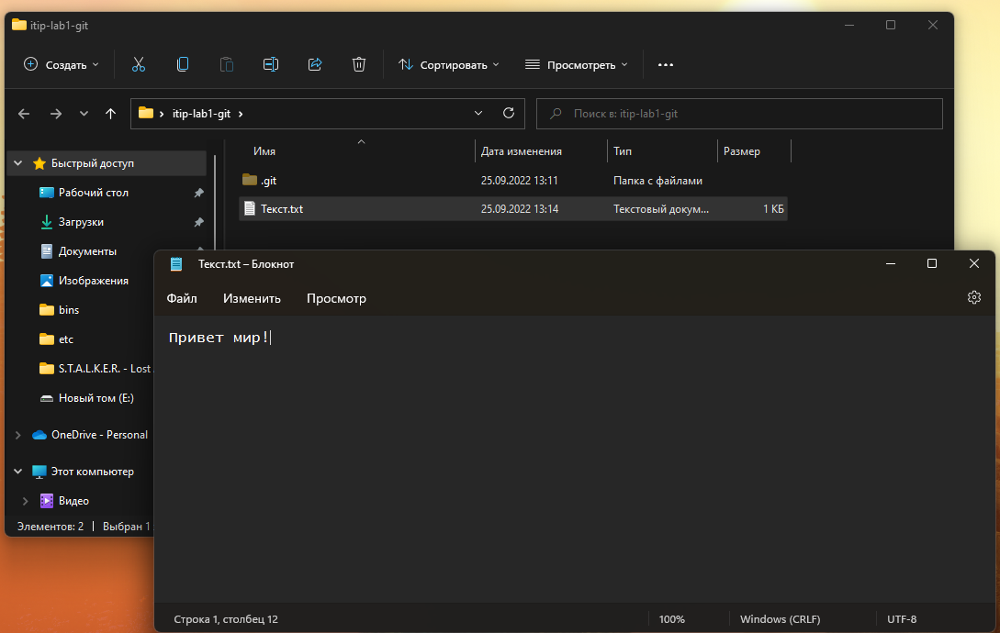 itip-lab1-git
Создать
Сортировать
Просмотреть
itip-lab1-git
Поиск в: itip-lab1-git
Имя Дата изменения Тип Размер
.git 25.09.2022 13:11 Папка с файлами
Текст.txt 25.09.2022 13:14 Текстовый докум... 1 КБ
Быстрый доступ
Рабочий стол
Загрузки
Документы
Изображения
bins
etc
S.T.A.L.K.E.R. - Lost
Новый том (E:)
OneDrive - Personal
Этот компьютер
Видео
Элементов: 2 | Выбран 1
Текст.txt – Блокнот
Файл Изменить Просмотр
Привет мир!
Строка 1, столбец 12 100% Windows (CRLF) UTF-8